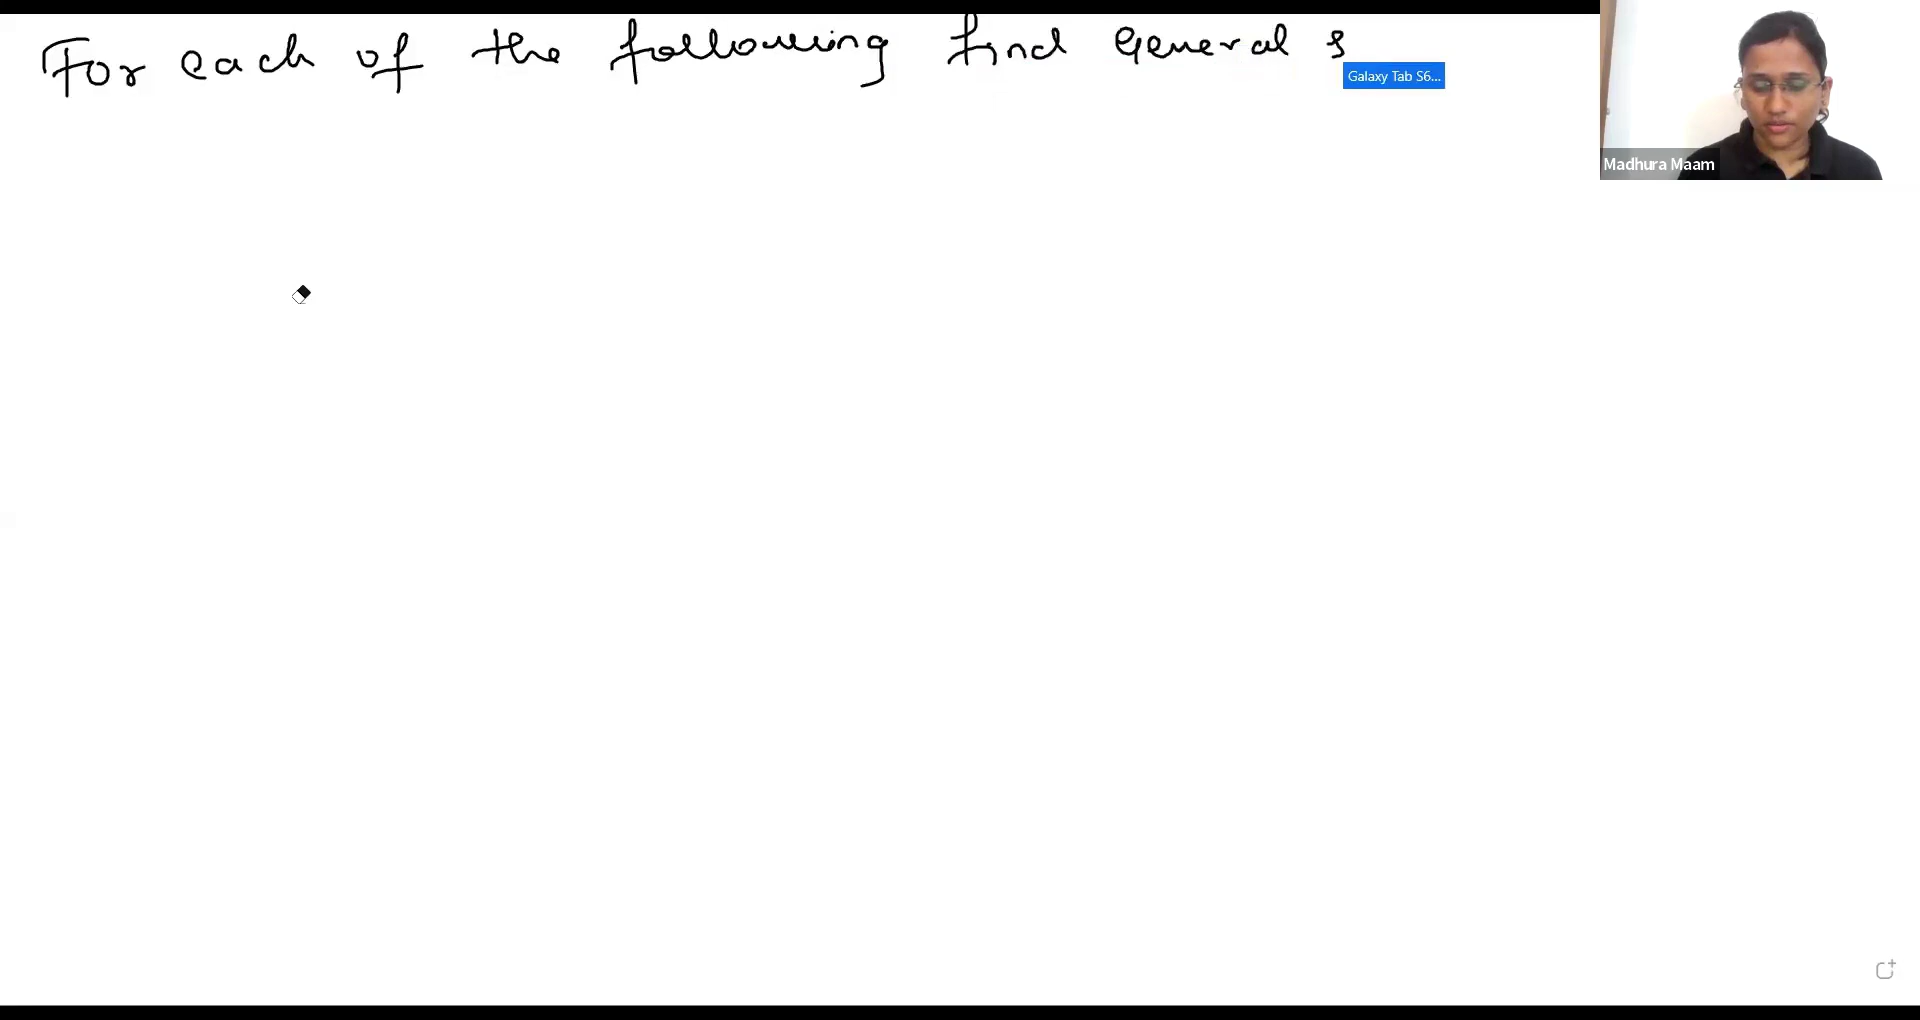 For each of the following find General s
Galaxy Tab S6...
Madhura Maam